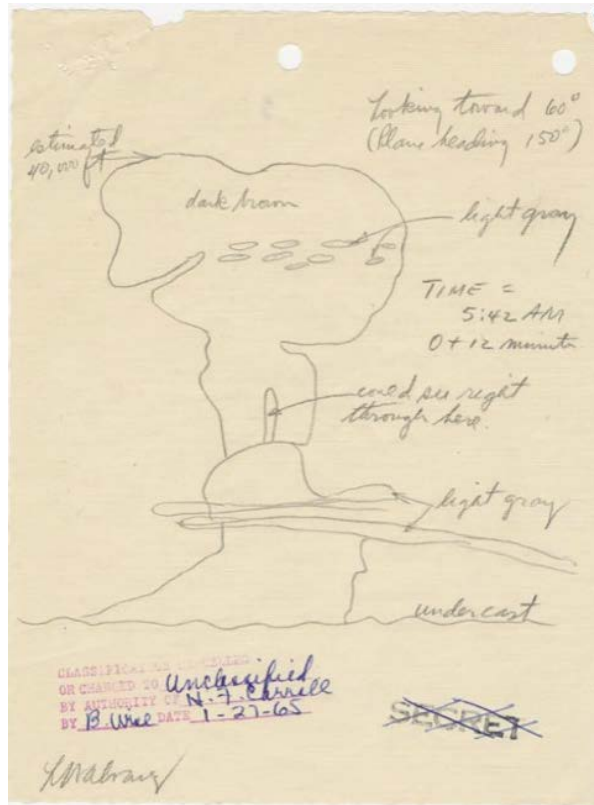 Looking toward 60°
(Plane heading 150°)
estimated
40,000 ft
dark brown
light gray
TIME =
5:42 AM
0 + 12 minute
could see right
through here.
light gray
undercast
CLASSIFICATION CANCELLED
OR CHANGED TO Unclassified
BY AUTHORITY OF H. F. Carroll
BY B. DATE 1-27-65
SECRET